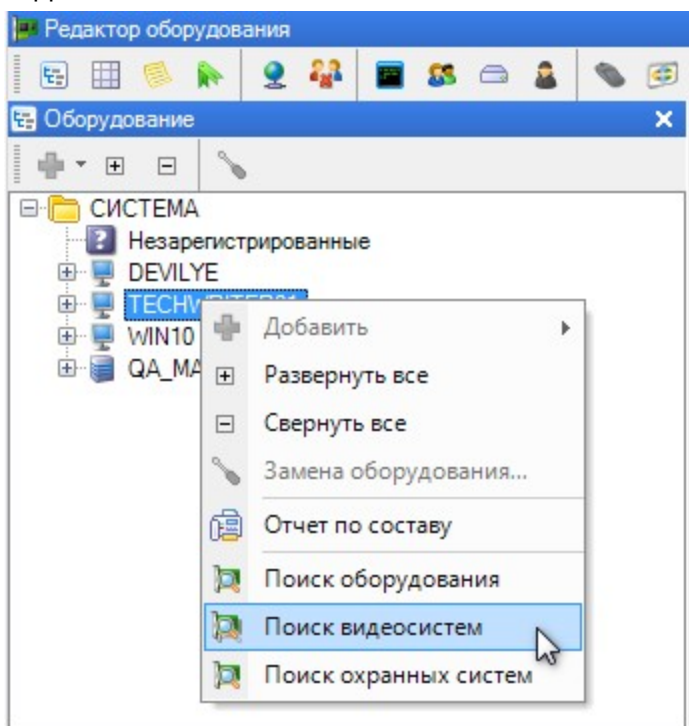 Редактор оборудования
Оборудование
СИСТЕМА
Незарегистрированные
DEVILYE
WIN10
Добавить
Развернуть все
Свернуть все
Замена оборудования...
Отчет по составу
Поиск оборудования
Поиск видеосистем
Поиск охранных систем